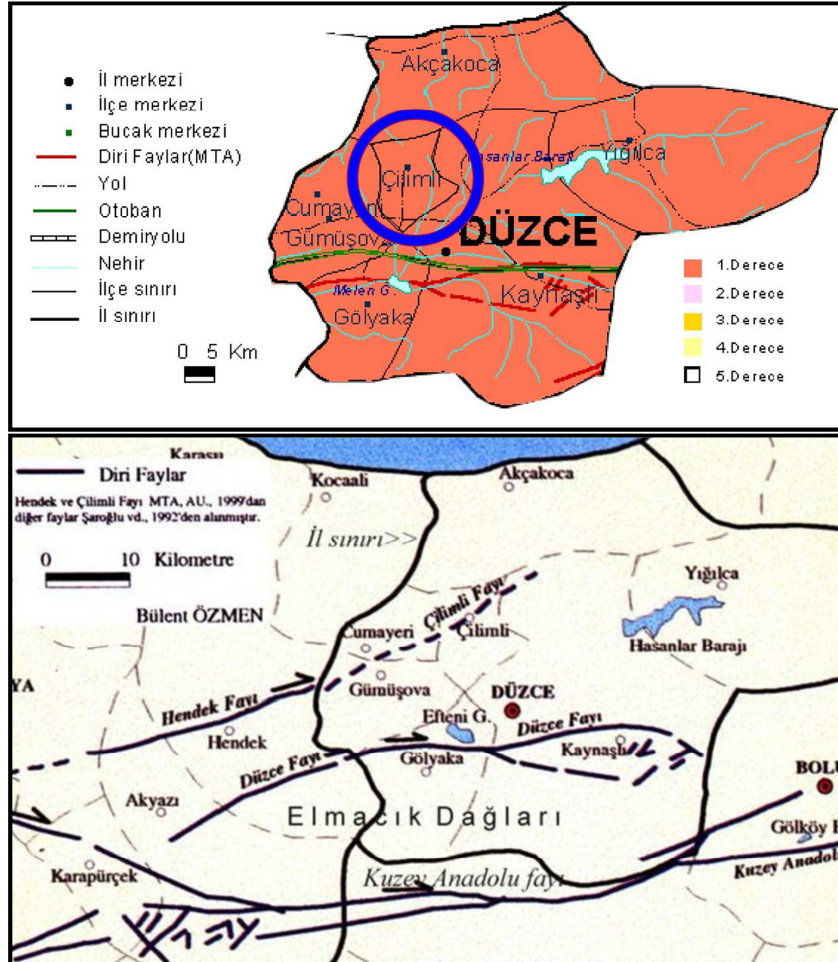 İl merkezi
İlçe merkezi
Bucak merkezi
Diri Faylar(MTA)
Yol
Otoban
Demiryolu
Nehir
İlçe sınırı
İl sınırı
0 5 Km
Akçakoca
Hasanlar Barajı
Yığılca
Çilimli
Cumayeri
Gümüşova
DÜZCE
Melen G.
Kaynaşlı
Gölyaka
1.Derece
2.Derece
3.Derece
4.Derece
5.Derece
Karasu
Diri Faylar
Hendek ve Çilimli Fayı MTA, AU., 1999'dan
diğer faylar Şaroğlu vd., 1992'den alınmıştır.
0 10 Kilometre
Bülent ÖZMEN
Kocaali
Akçakoca
İl sınırı>>
Yığılca
Çilimli Fayı
Çilimli
Cumayeri
Hasanlar Barajı
YA
Gümüşova
DÜZCE
Hendek Fayı
Efteni G.
Düzce Fayı
Hendek
Kaynaşlı
Düzce Fayı
Gölyaka
BOLU
Akyazı
Elmacık Dağları
Gölköy B
Karapürçek
Kuzey Anadolu fayı
Kuzey Anadolu